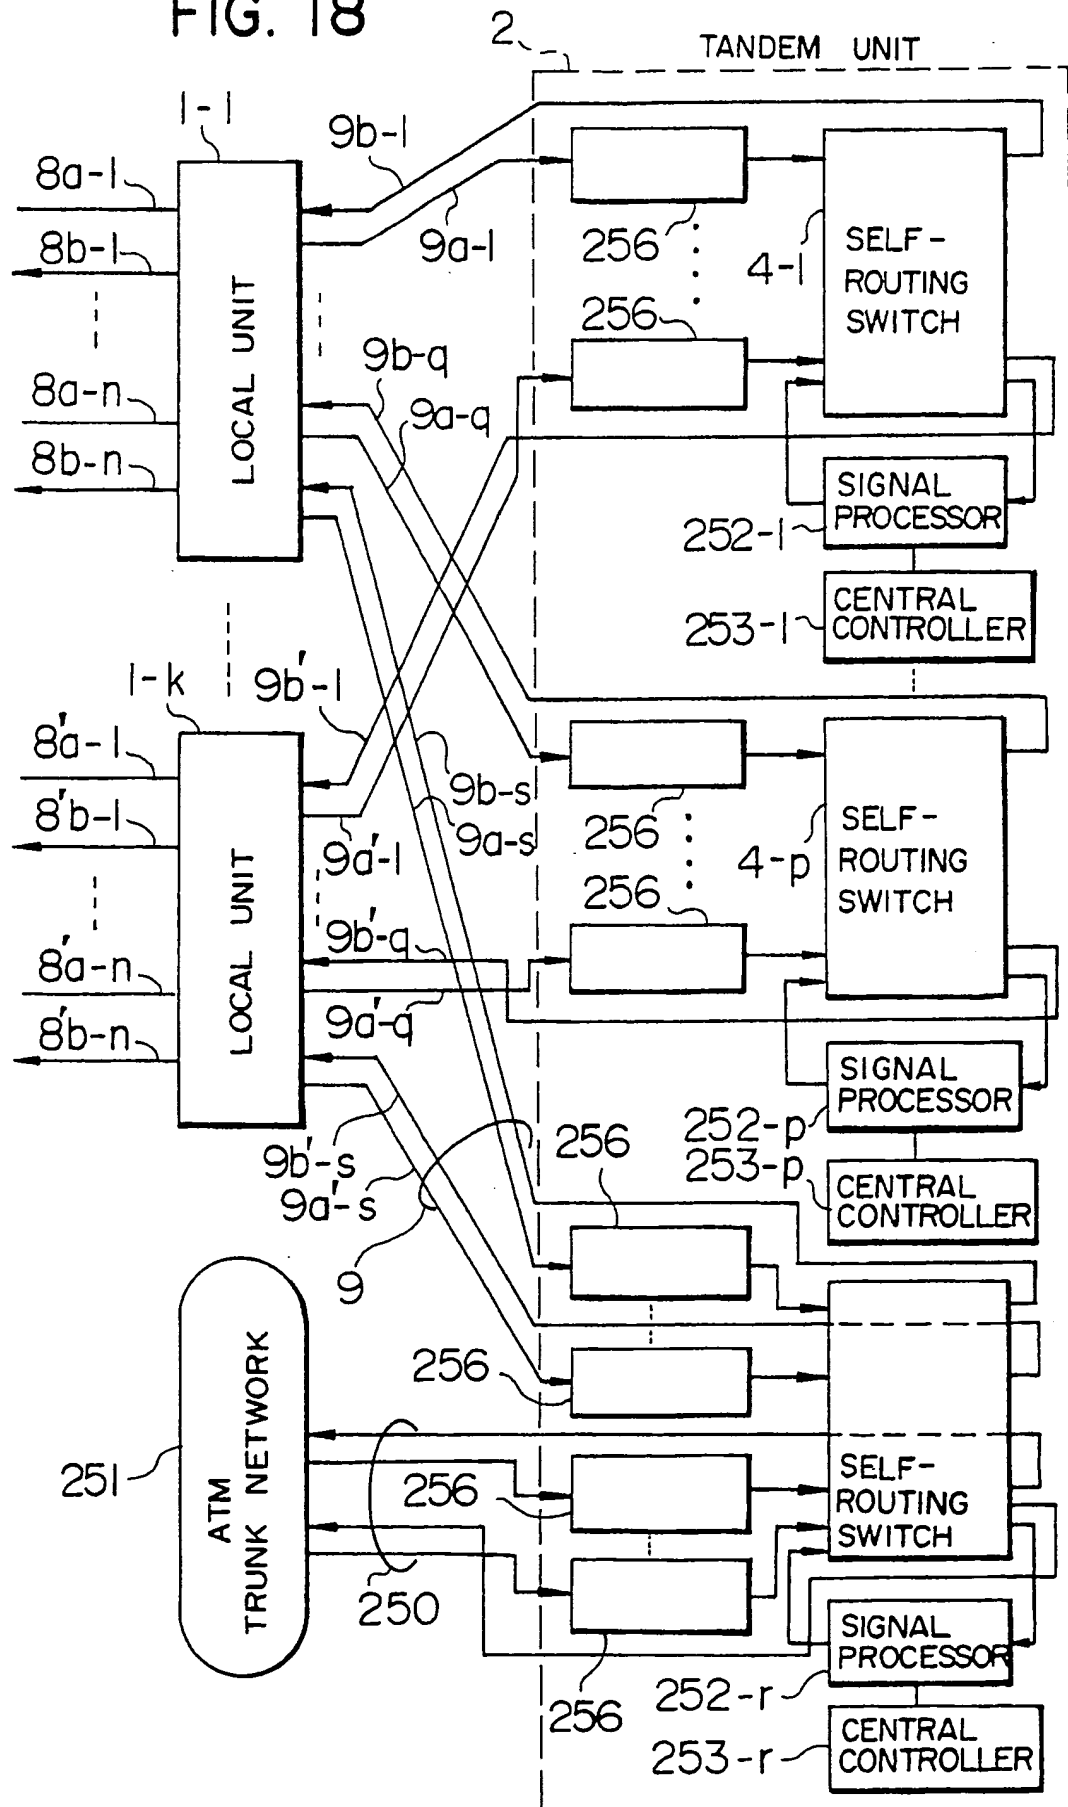 FIG. 18
2
TANDEM UNIT
1-1
9b-1
8a-1
9a-1
256
4-1
SELF-
ROUTING
SWITCH
8b-1
LOCAL UNIT
256
9b-q
8a-n
9a-q
8b-n
SIGNAL
PROCESSOR
252-1
CENTRAL
CONTROLLER
253-1
1-k
9b'-1
8'a-1
9b-s
8'b-1
9a-s
9a'-1
256
4-p
SELF-
ROUTING
SWITCH
LOCAL UNIT
256
9b'-q
8'a-n
9a'-q
8'b-n
SIGNAL
PROCESSOR
252-p
256
9b'-s
253-p
9a'-s
CENTRAL
CONTROLLER
9
256
251
ATM
TRUNK NETWORK
256
SELF-
ROUTING
SWITCH
250
SIGNAL
PROCESSOR
252-r
256
CENTRAL
CONTROLLER
253-r